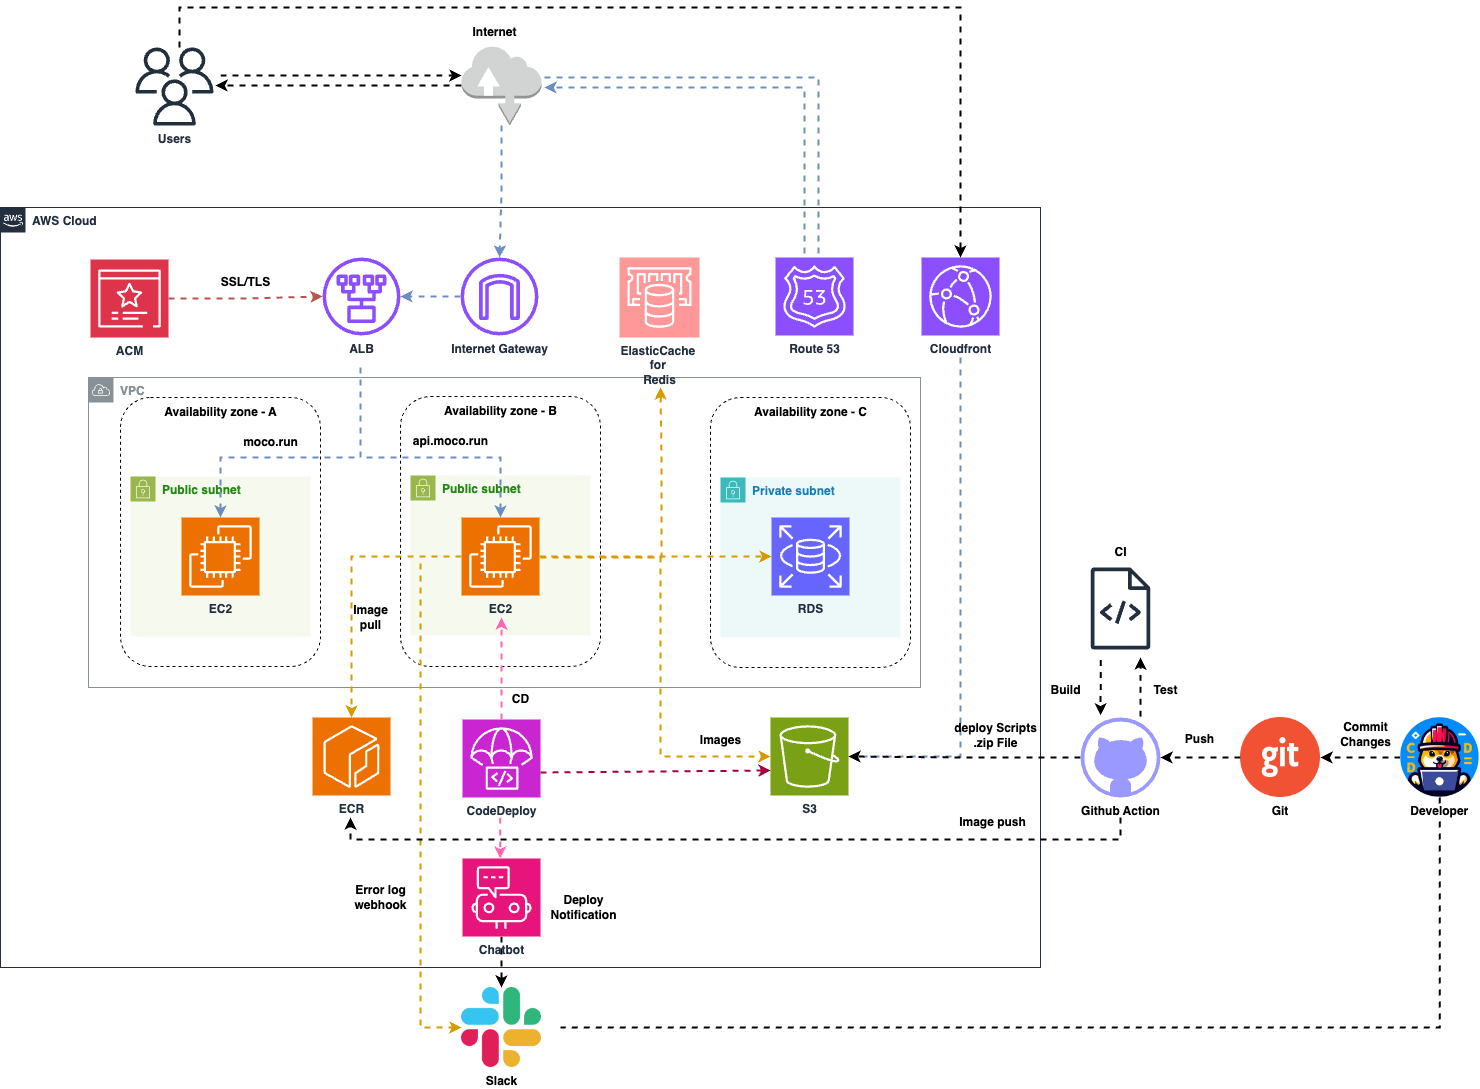 Internet
Users
aws
AWS Cloud
SSL/TLS
53
ACM
ALB
Internet Gateway
ElasticCache
for
Redis
Route 53
Cloudfront
VPC
Availability zone - A
Availability zone - B
Availability zone - C
moco.run
api.moco.run
Public subnet
Public subnet
Private subnet
EC2
EC2
RDS
CI
</>
Image
pull
Build
Test
CD
Images
deploy Scripts
.zip File
Push
Commit
Changes
git
</>
ECR
CodeDeploy
S3
Github Action
Git
Developer
Image push
Error log
webhook
Deploy
Notification
Chatbot
Slack